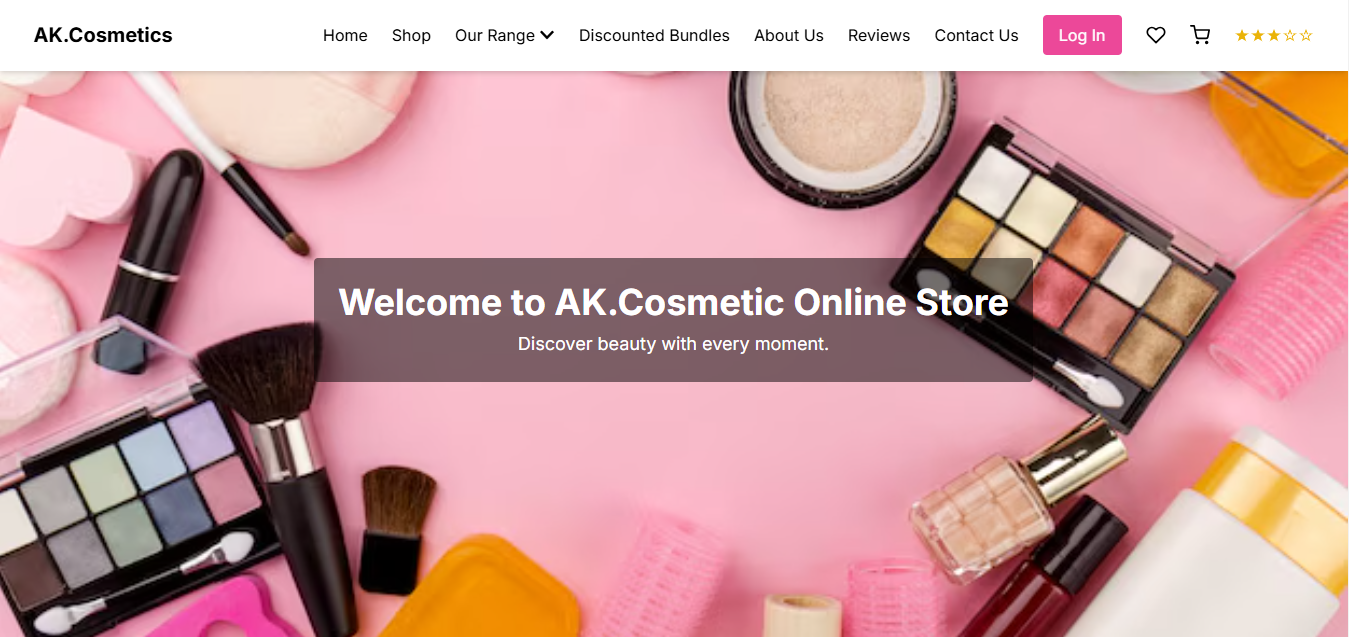 AK.Cosmetics
Home Shop Our Range Discounted Bundles About Us Reviews Contact Us Log In ★★★☆☆
Welcome to AK.Cosmetic Online Store
Discover beauty with every moment.